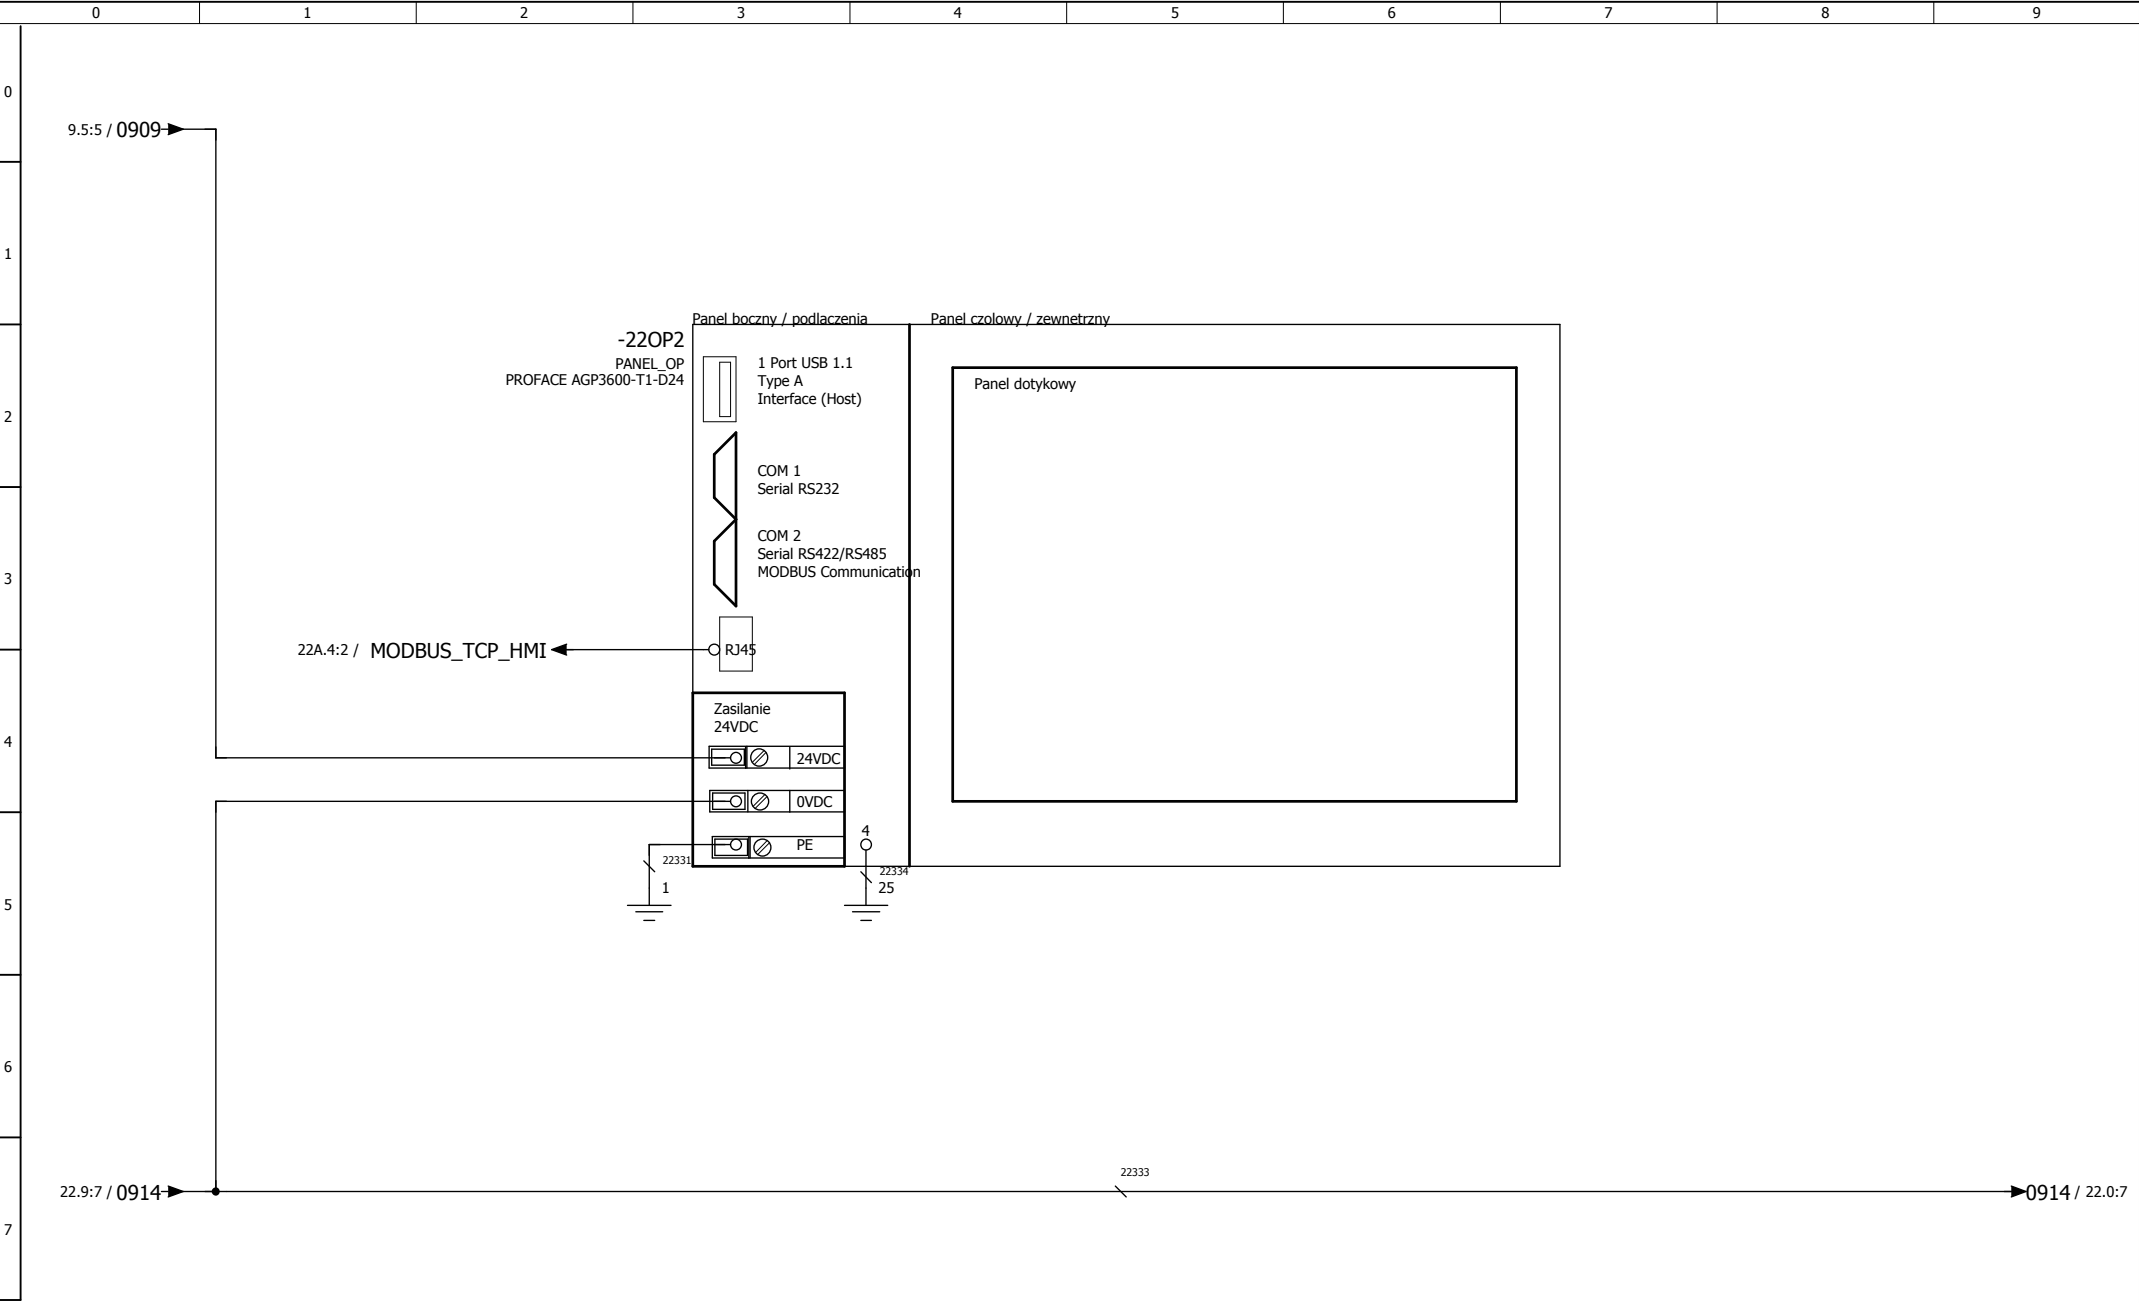 0 1 2 3 4 5 6 7 8 9
0
9.5:5 / 0909
1
Panel boczny / podlaczenia
Panel czolowy / zewnetrzny
-22OP2
PANEL_OP
PROFACE AGP3600-T1-D24
1 Port USB 1.1
Type A
Interface (Host)
Panel dotykowy
2
COM 1
Serial RS232
COM 2
Serial RS422/RS485
MODBUS Communication
3
22A.4:2 / MODBUS_TCP_HMI
RJ45
Zasilanie
24VDC
4
24VDC
0VDC
PE
4
22331
1
22334
25
5
6
22333
22.9:7 / 0914
0914 / 22.0:7
7